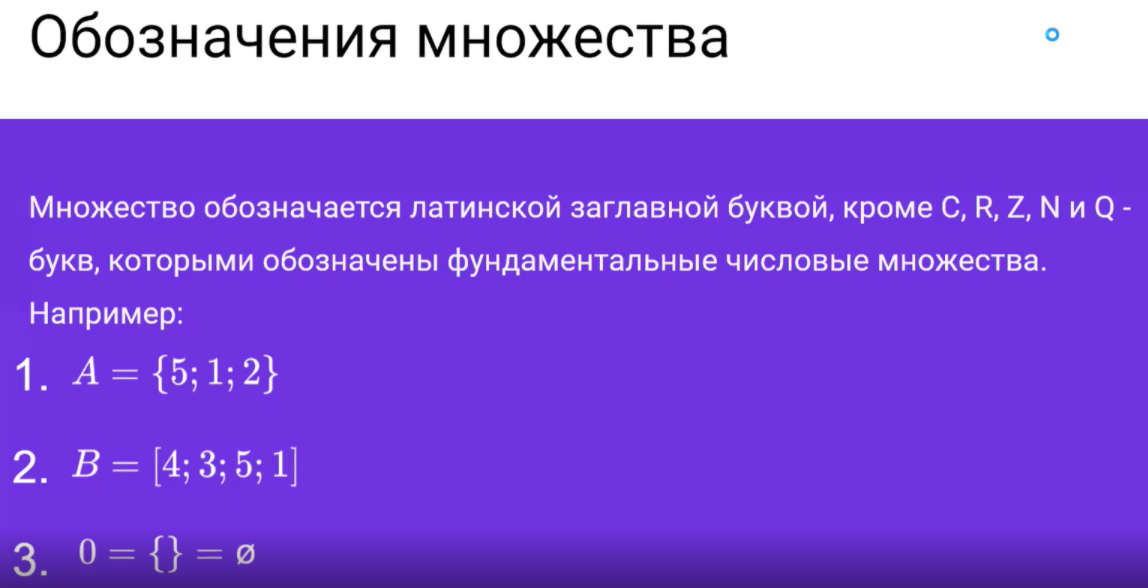 Обозначения множества
Множество обозначается латинской заглавной буквой, кроме C, R, Z, N и Q -
букв, которыми обозначены фундаментальные числовые множества.
Например:
1. A = {5; 1; 2}
2. B = [4; 3; 5; 1]
3. 0 = {} = ø